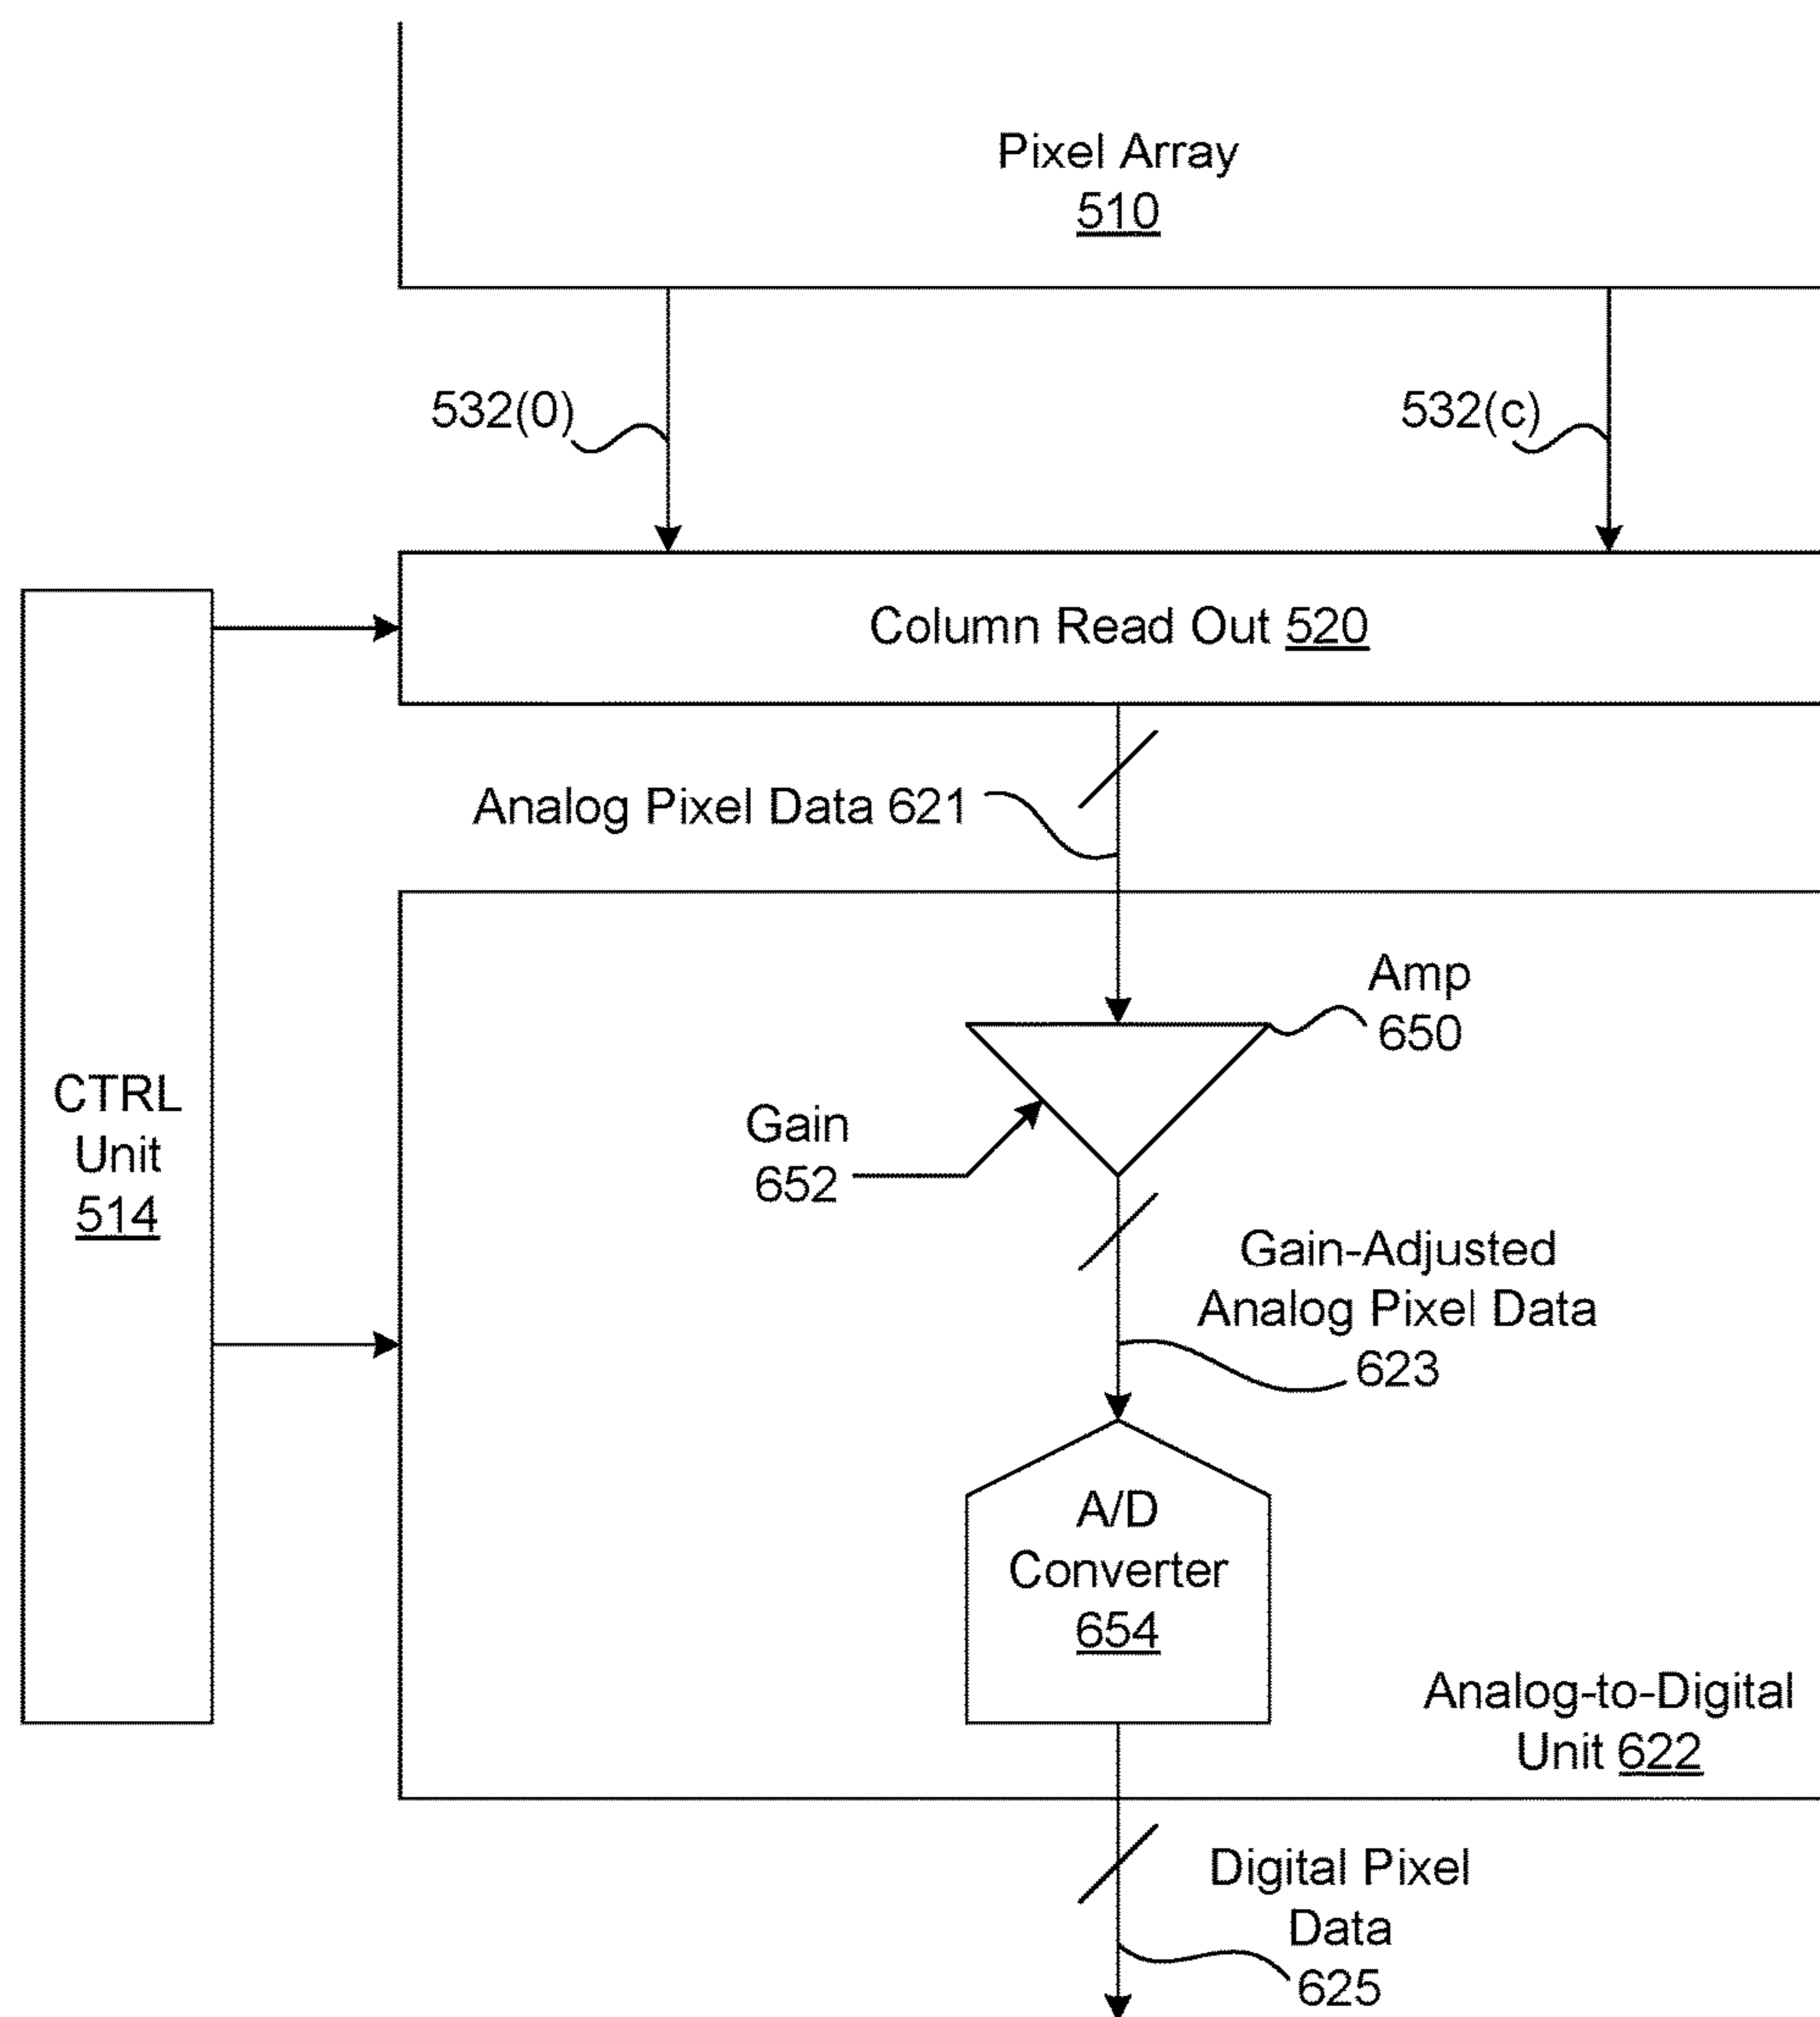 Pixel Array
510
532(0)
532(c)
Column Read Out 520
Analog Pixel Data 621
Amp
650
Gain
652
CTRL
Unit
514
Gain-Adjusted
Analog Pixel Data
623
A/D
Converter
654
Analog-to-Digital
Unit 622
Digital Pixel
Data
625